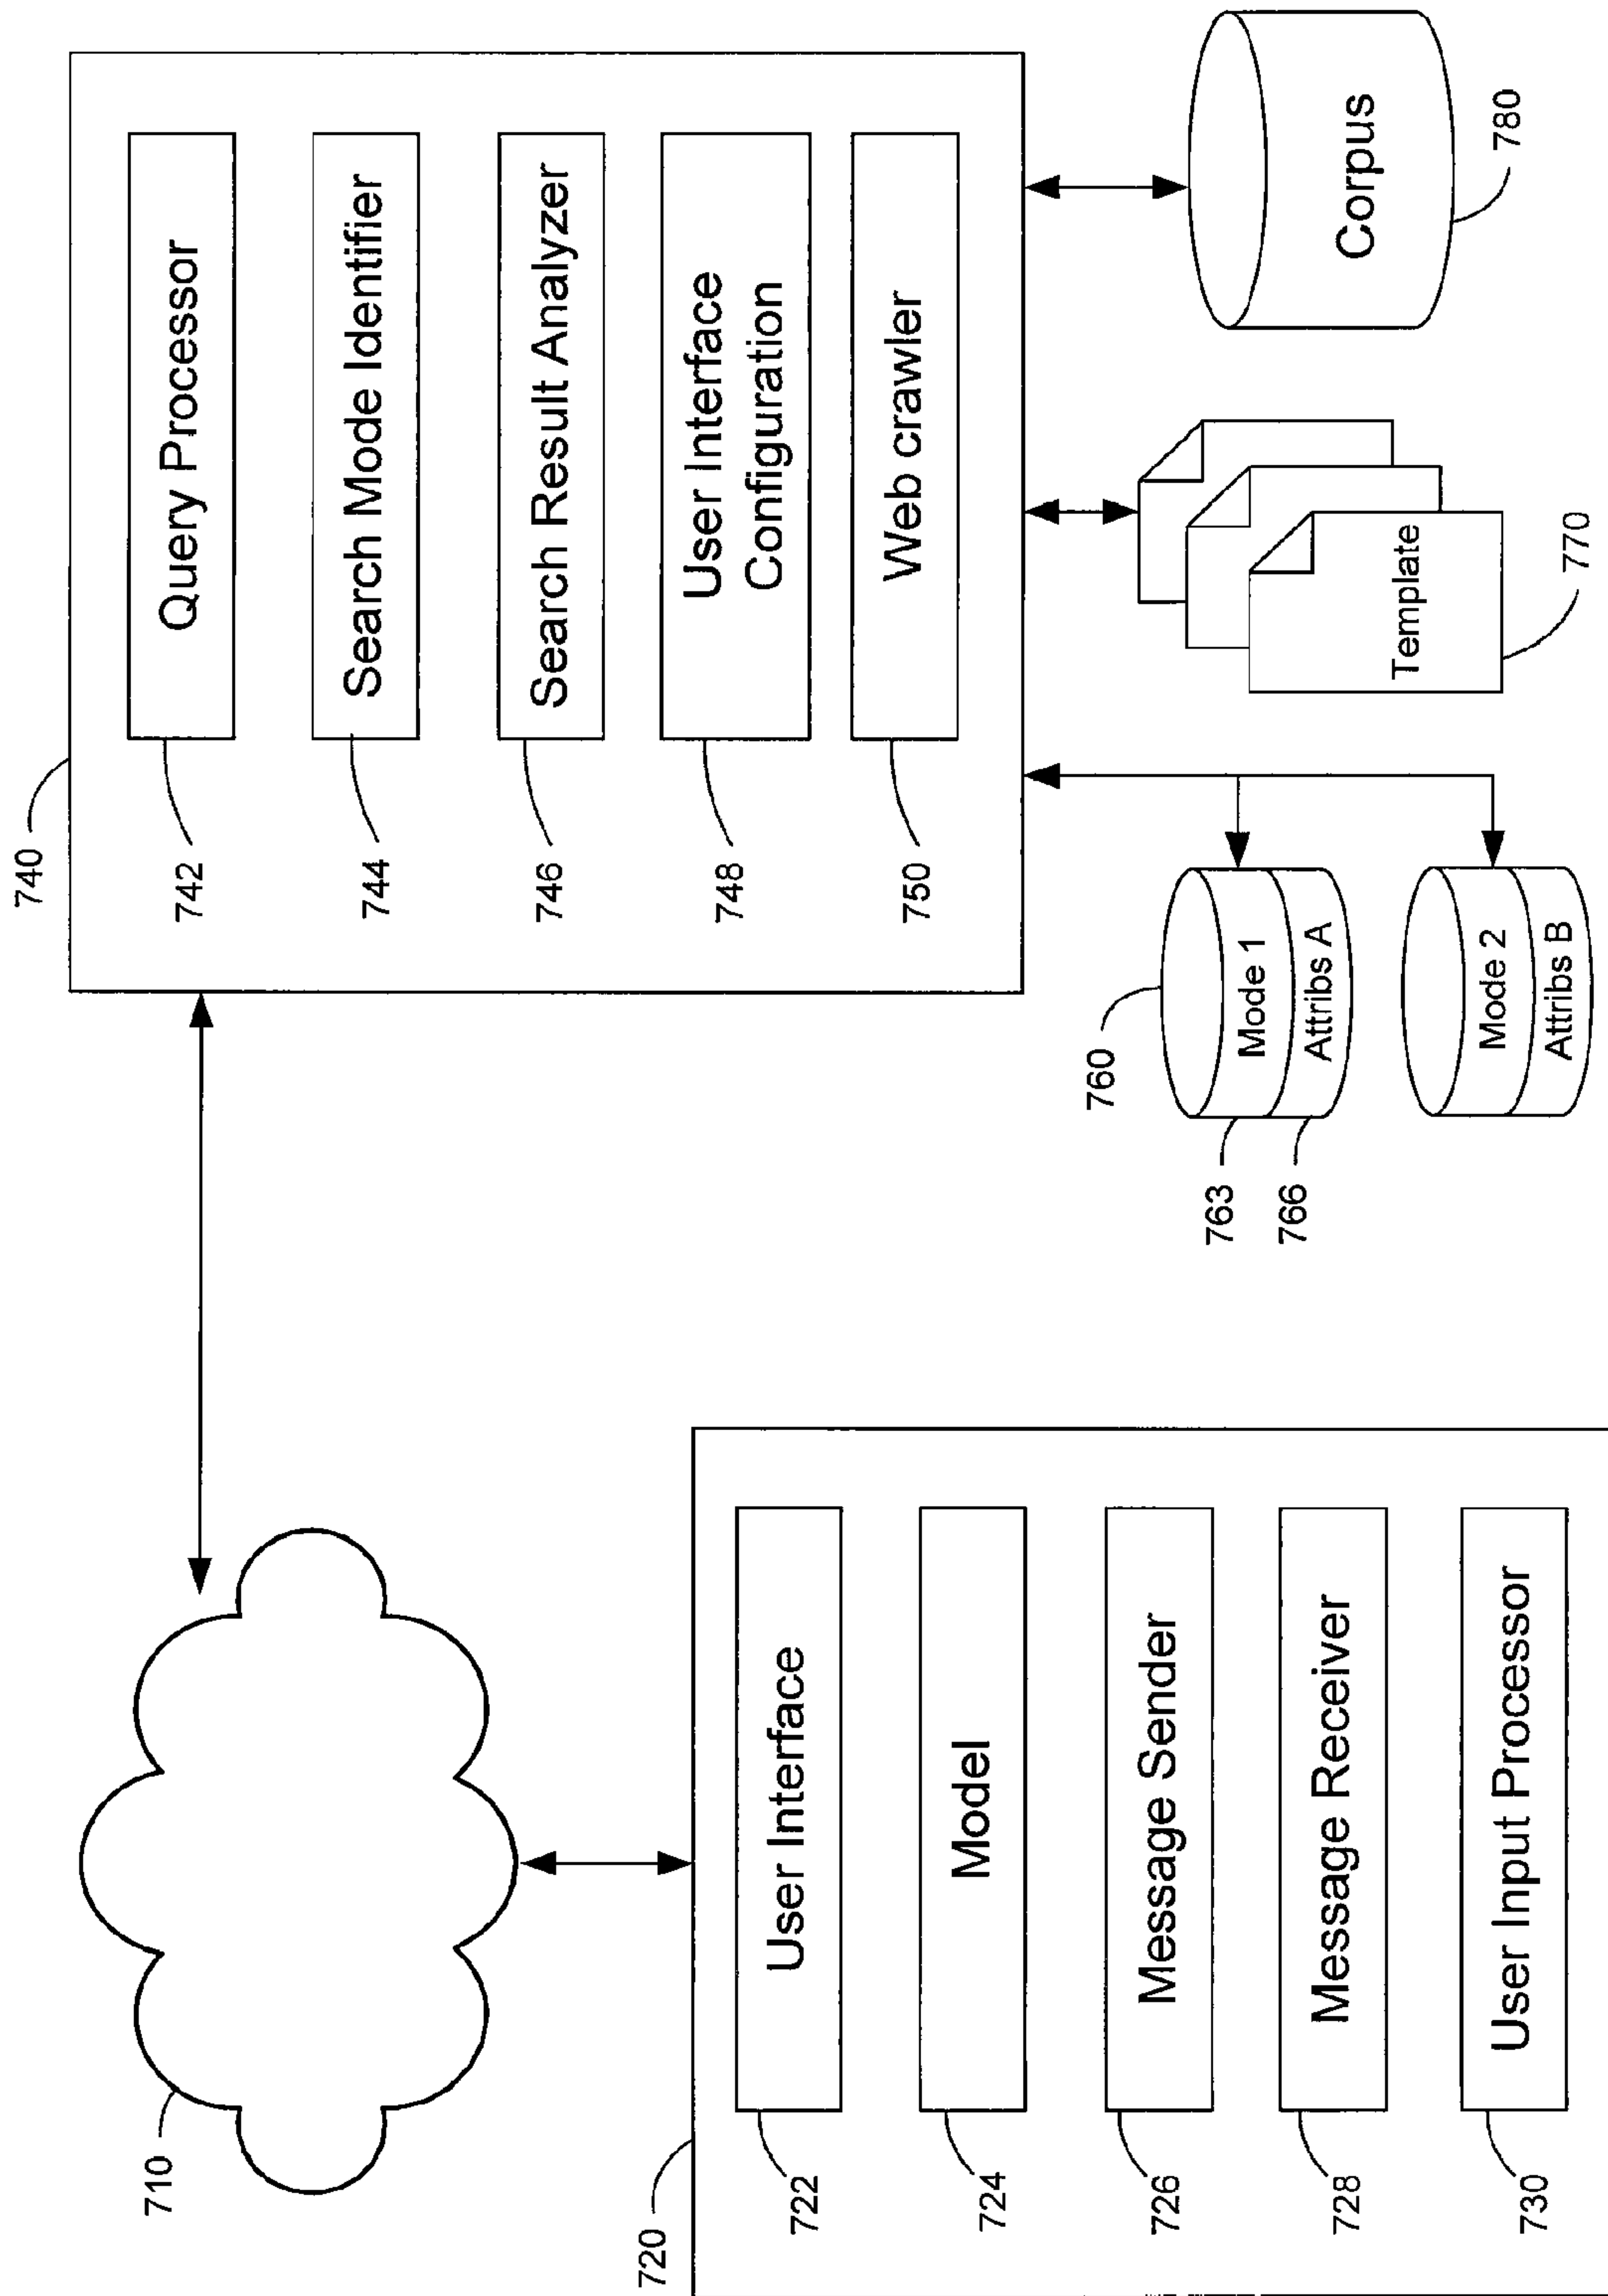 710
720
User Interface
722
Model
724
Message Sender
726
Message Receiver
728
User Input Processor
730
740
Query Processor
742
Search Mode Identifier
744
Search Result Analyzer
746
User Interface
Configuration
748
Web crawler
750
760
Mode 1
763
Attribs A
766
Mode 2
Attribs B
Template
770
Corpus
780